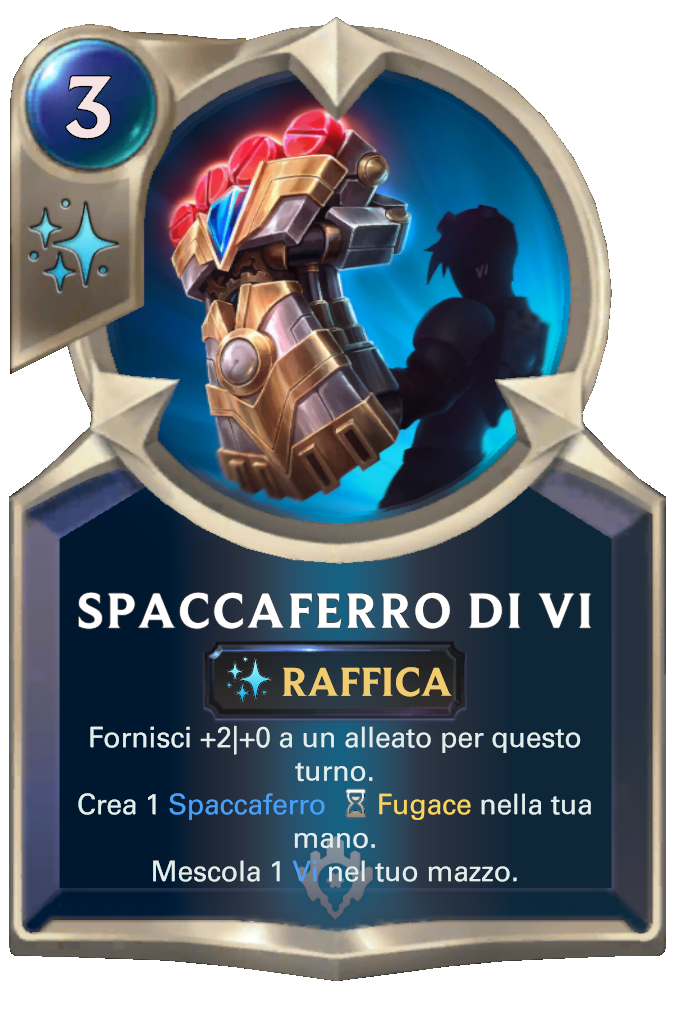 3
SPACCAFERRO DI VI
RAFFICA
Fornisci +2|+0 a un alleato per questo
turno.
Crea 1 Spaccaferro Fugace nella tua
mano.
Mescola 1 Vi nel tuo mazzo.